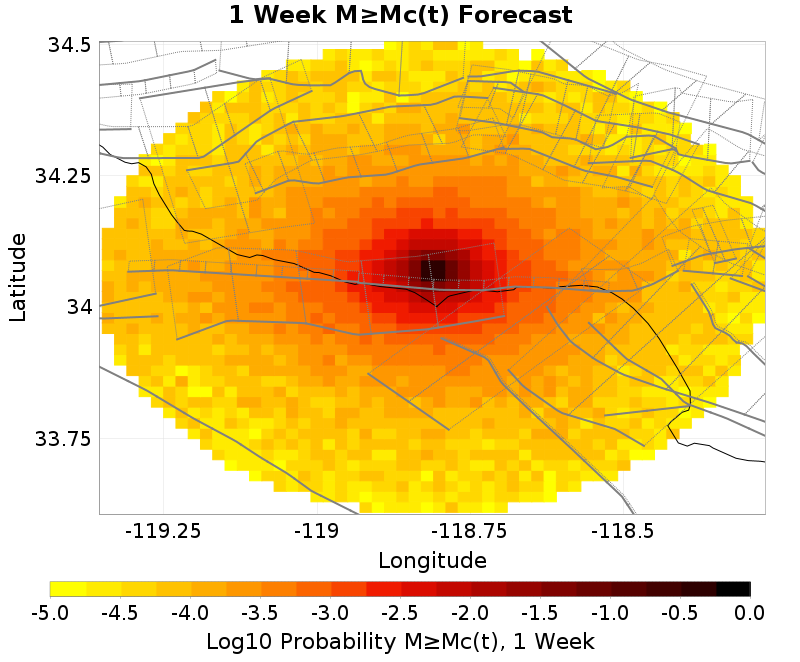 1 Week M≥Mc(t) Forecast
34.5
34.25
34
33.75
Latitude
-119.25 -119 -118.75 -118.5
Longitude
-5.0 -4.5 -4.0 -3.5 -3.0 -2.5 -2.0 -1.5 -1.0 -0.5 0.0
Log10 Probability M≥Mc(t), 1 Week